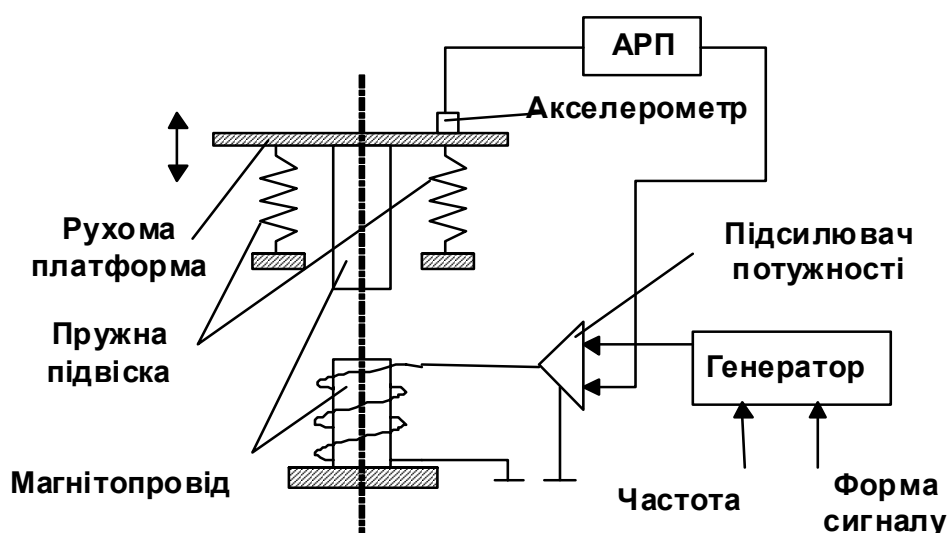 АРП
Акселерометр
Рухома
платформа
Підсилювач
потужності
Пружна
підвіска
Генератор
Магнітопровід
Частота
Форма
сигналу